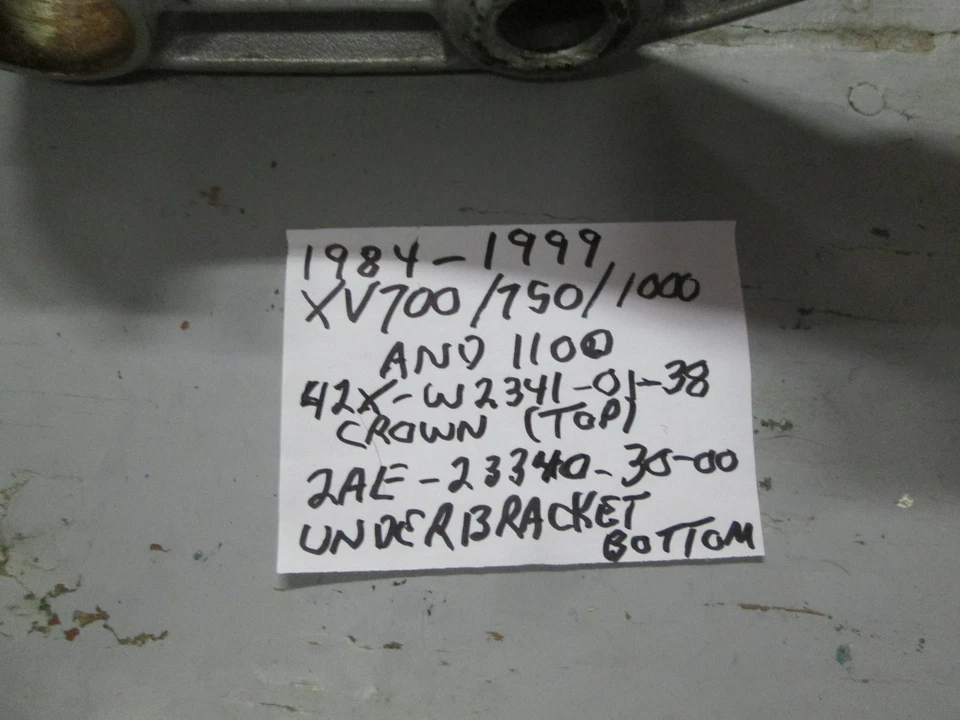 1984-1999
XV700/750/1000
AND 1100
42X-W2341-01-38
CROWN (TOP)
2AE-23340-30-00
UNDERBRACKET
BOTTOM